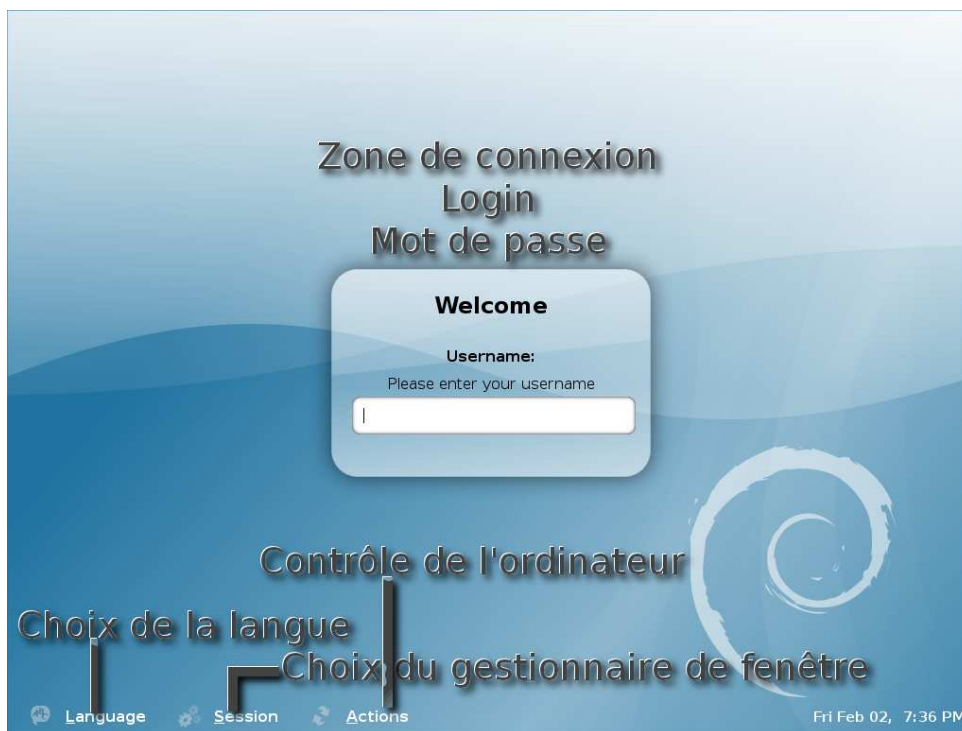 Zone de connexion
Login
Mot de passe
Welcome
Username:
Please enter your username
Contrôle de l'ordinateur
Choix de la langue
Choix du gestionnaire de fenêtre
Language Session Actions Fri Feb 02, 7:36 PM